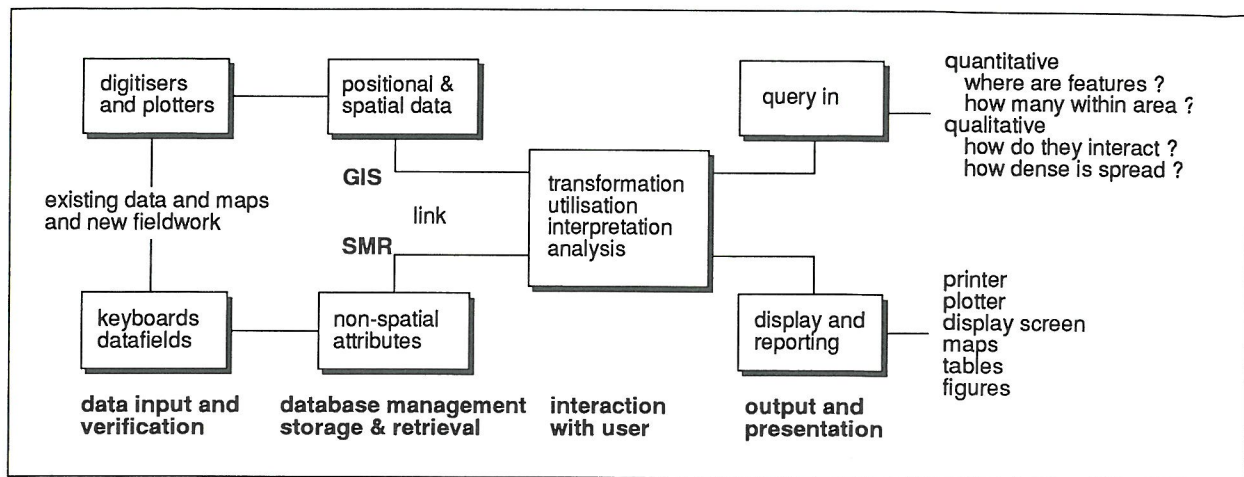 digitisers
and plotters
positional &
spatial data
query in
quantitative
where are features ?
how many within area ?
qualitative
how do they interact ?
how dense is spread ?
existing data and maps
and new fieldwork
GIS
link
SMR
transformation
utilisation
interpretation
analysis
keyboards
datafields
non-spatial
attributes
display and
reporting
printer
plotter
display screen
maps
tables
figures
data input and
verification
database management
storage & retrieval
interaction
with user
output and
presentation